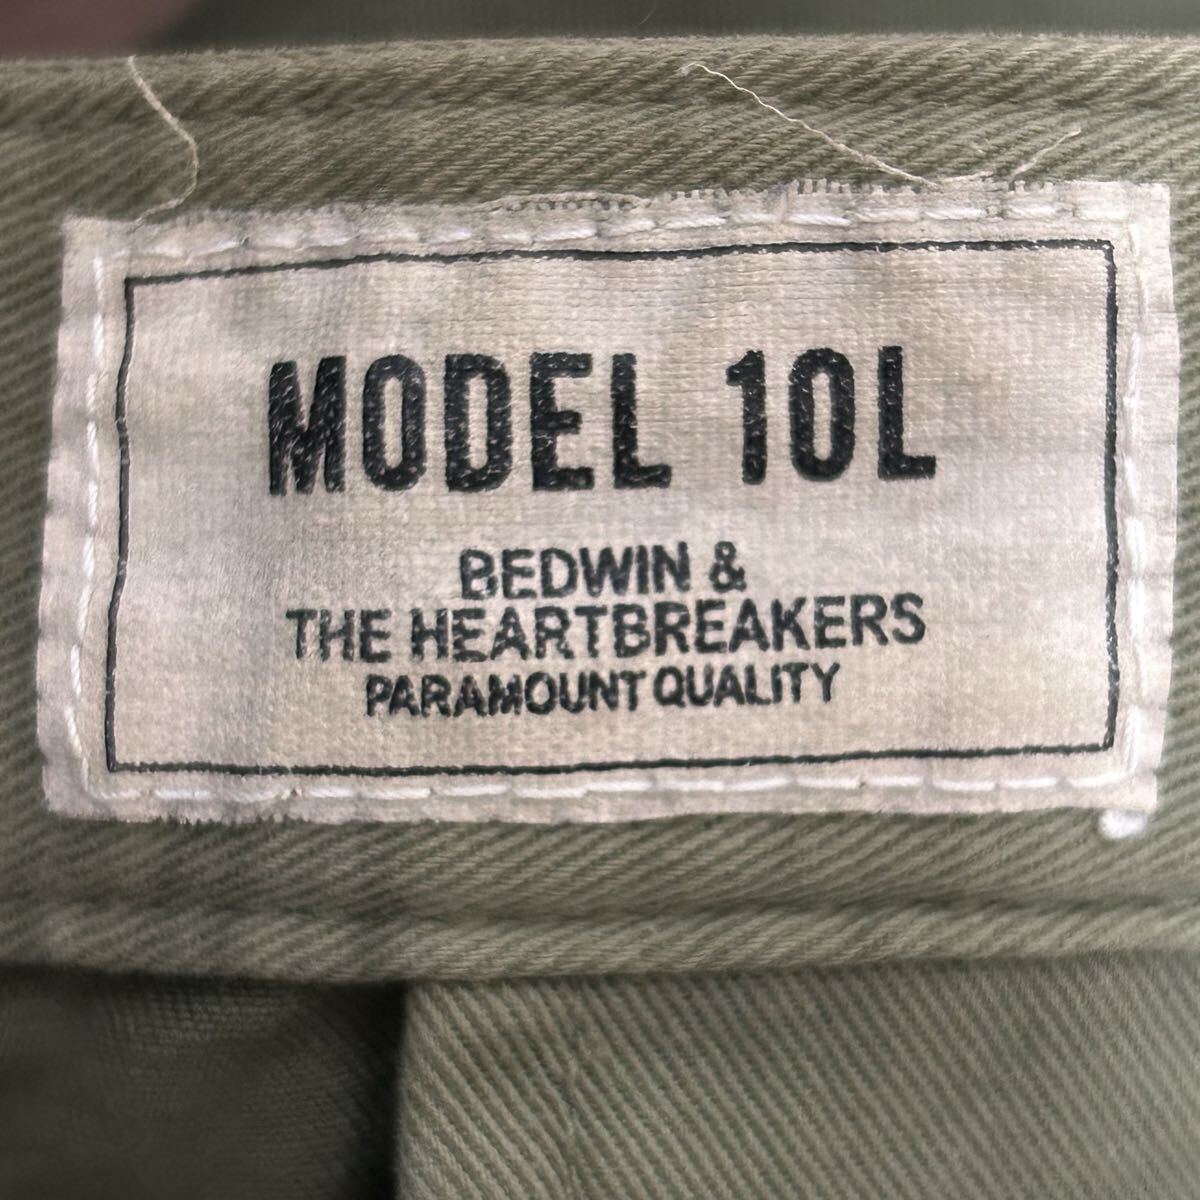 MODEL 10L
BEDWIN &
THE HEARTBREAKERS
PARAMOUNT QUALITY